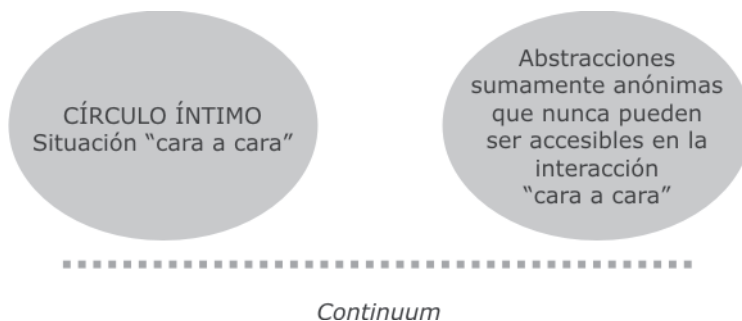 CÍRCULO ÍNTIMO
Situación “cara a cara”
Abstracciones
sumamente anónimas
que nunca pueden
ser accesibles en la
interacción
“cara a cara”
Continuum